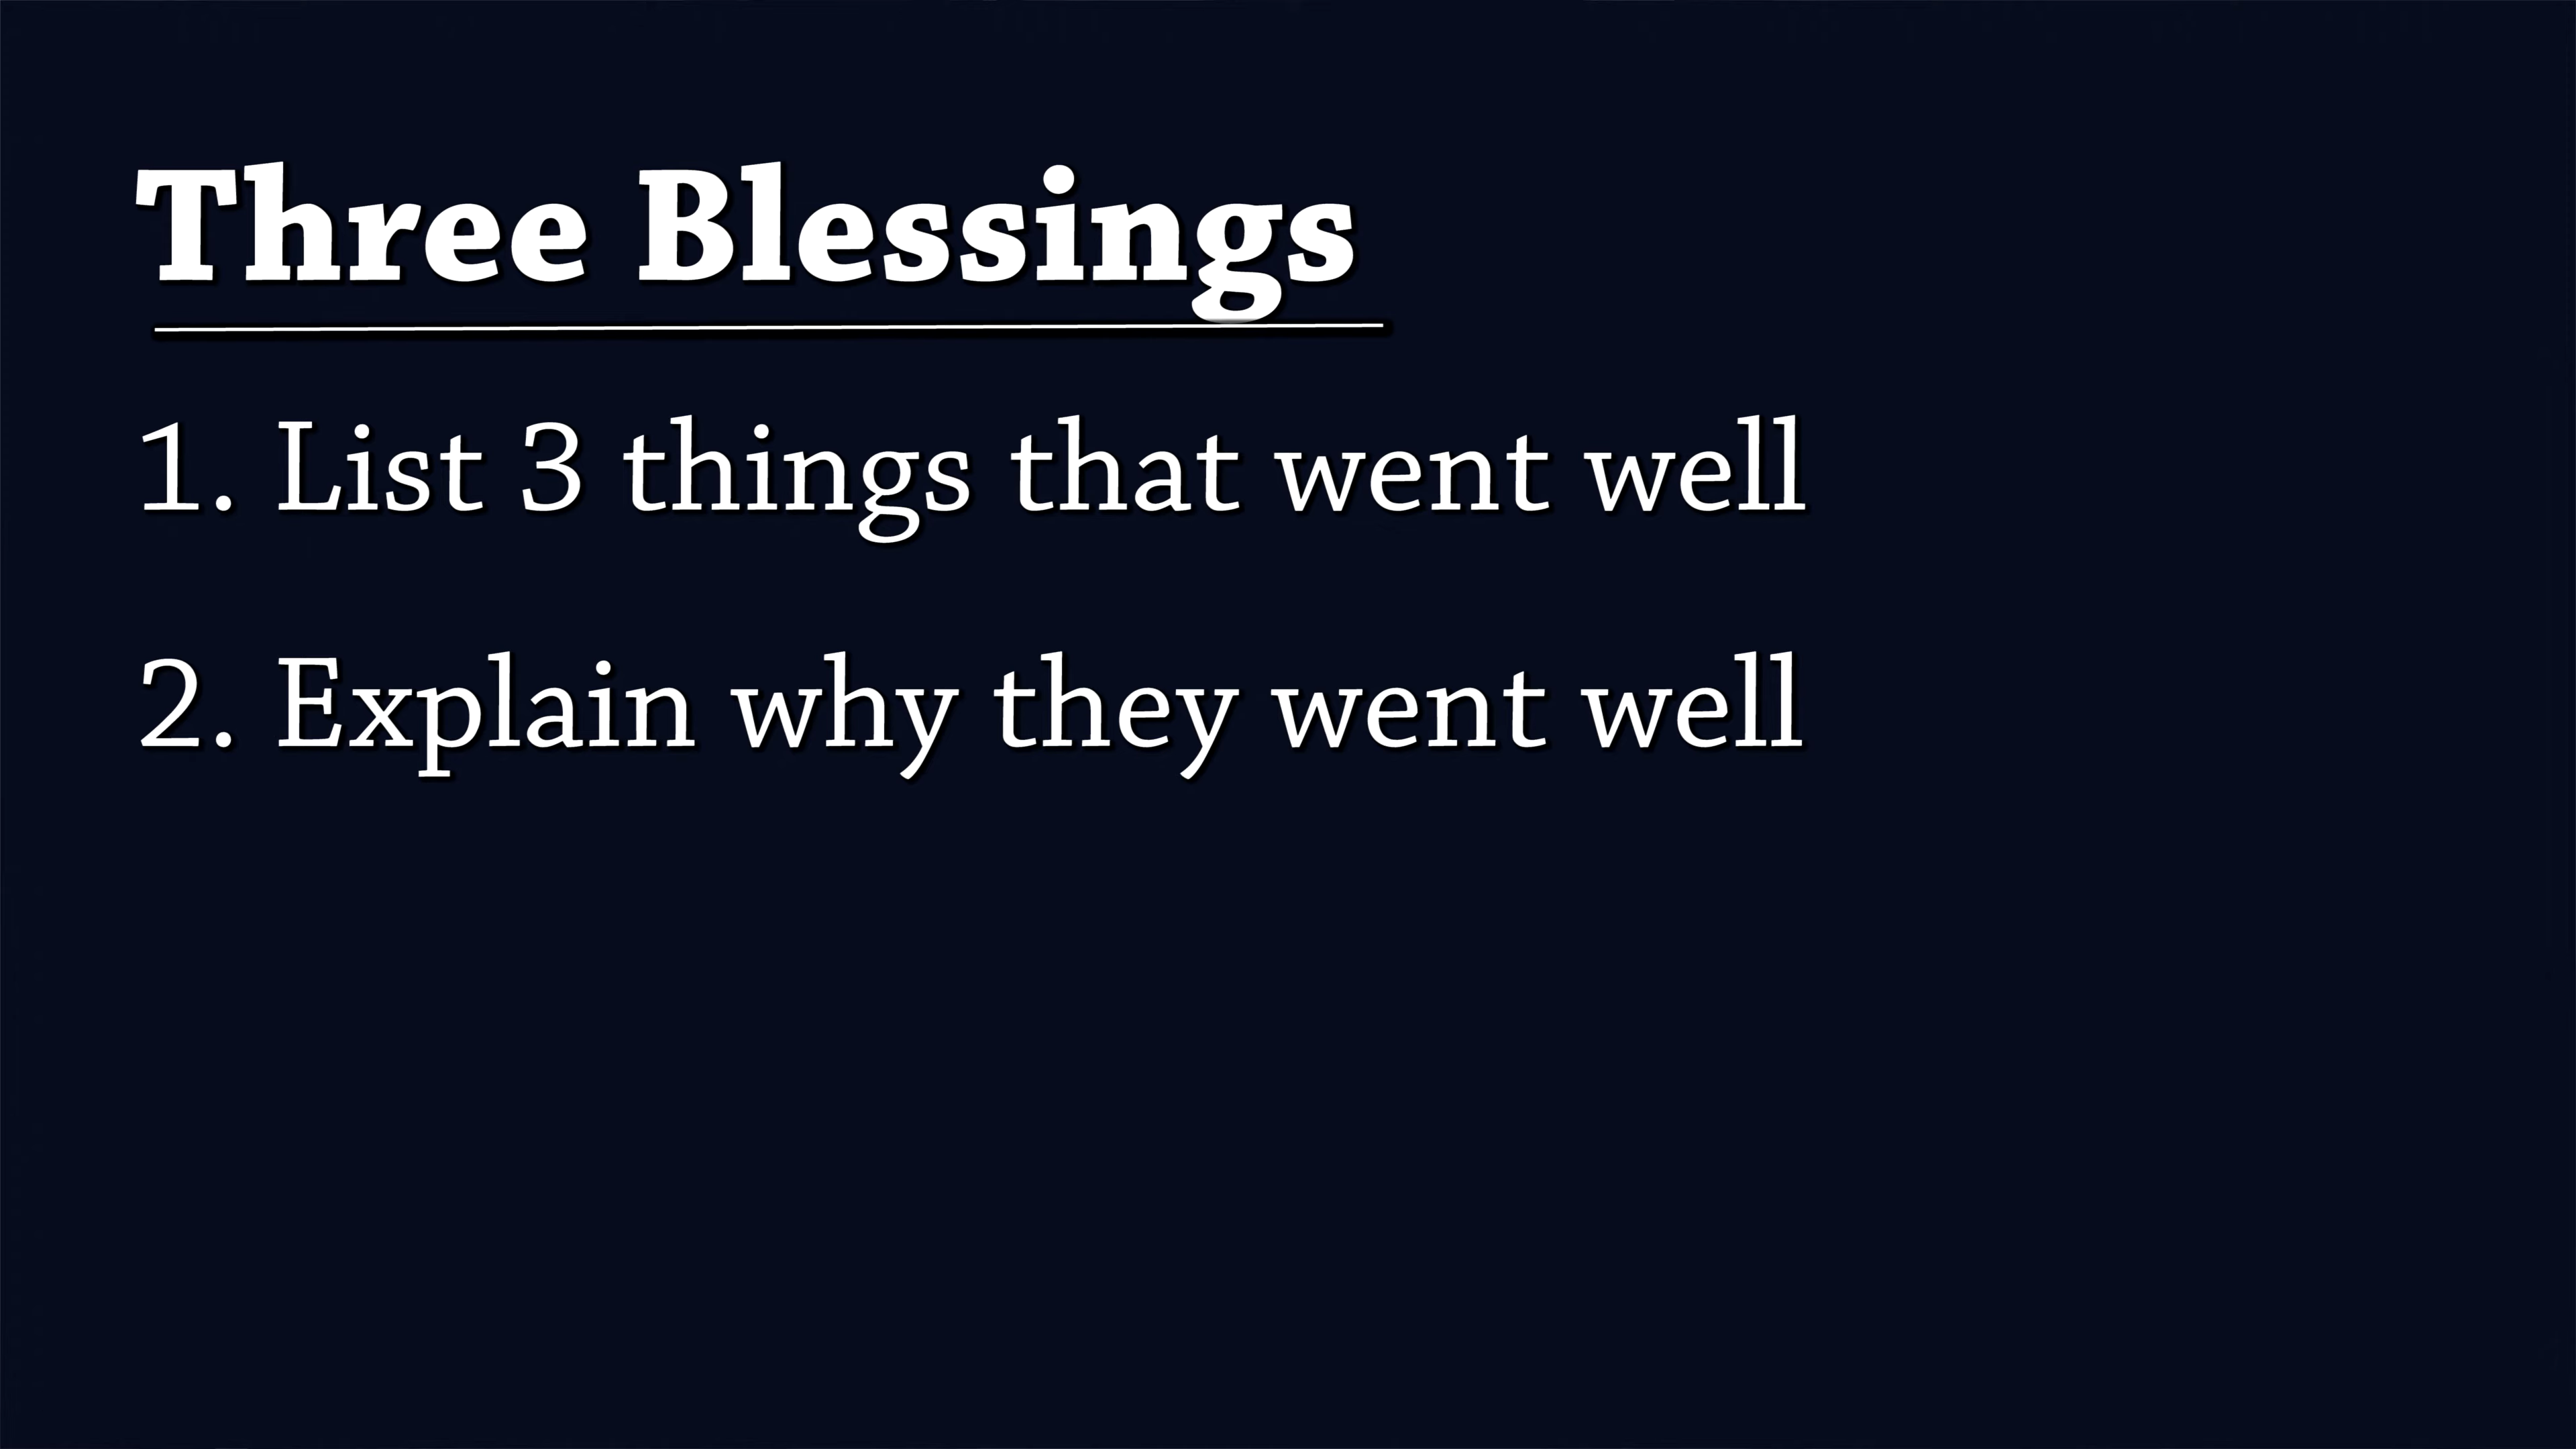 Three Blessings
1. List 3 things that went well
2. Explain why they went well